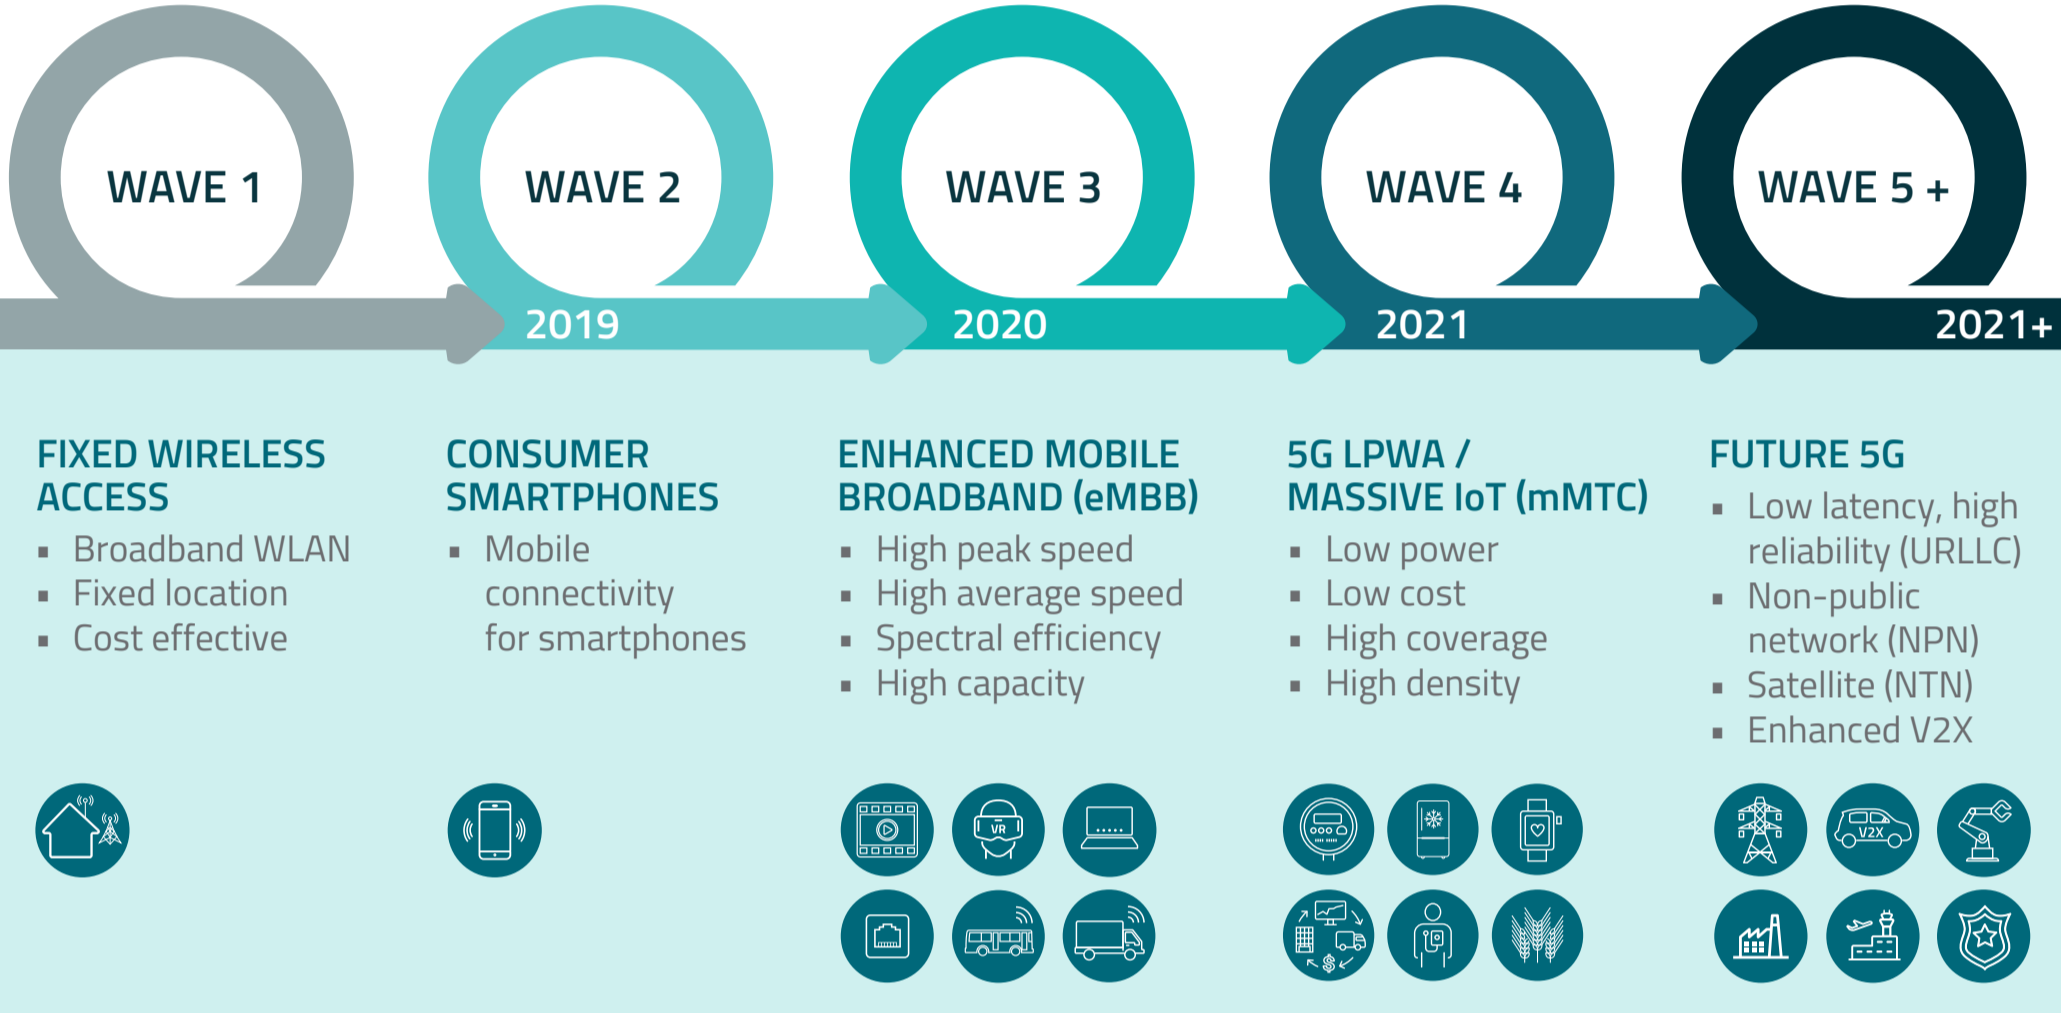 WAVE 1
WAVE 2
WAVE 3
WAVE 4
WAVE 5 +
2019
2020
2021
2021+
FIXED WIRELESS
ACCESS
▪ Broadband WLAN
▪ Fixed location
▪ Cost effective
CONSUMER
SMARTPHONES
▪ Mobile
connectivity
for smartphones
ENHANCED MOBILE
BROADBAND (eMBB)
▪ High peak speed
▪ High average speed
▪ Spectral efficiency
▪ High capacity
VR
5G LPWA /
MASSIVE IoT (mMTC)
▪ Low power
▪ Low cost
▪ High coverage
▪ High density
$
FUTURE 5G
▪ Low latency, high
reliability (URLLC)
▪ Non-public
network (NPN)
▪ Satellite (NTN)
▪ Enhanced V2X
V2X